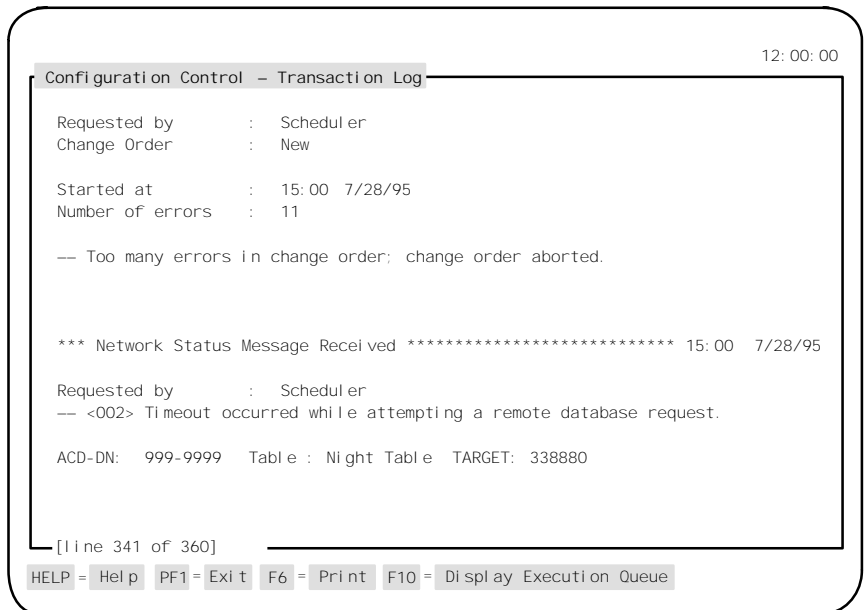 12:00:00
Configuration Control – Transaction Log
Requested by : Scheduler
Change Order : New
Started at : 15:00 7/28/95
Number of errors : 11
–– Too many errors in change order; change order aborted.
*** Network Status Message Received **************************** 15:00 7/28/95
Requested by : Scheduler
–– <002> Timeout occurred while attempting a remote database request.
ACD-DN: 999-9999 Table : Night Table TARGET: 338880
[line 341 of 360]
HELP = Help PF1 = Exit F6 = Print F10 = Display Execution Queue